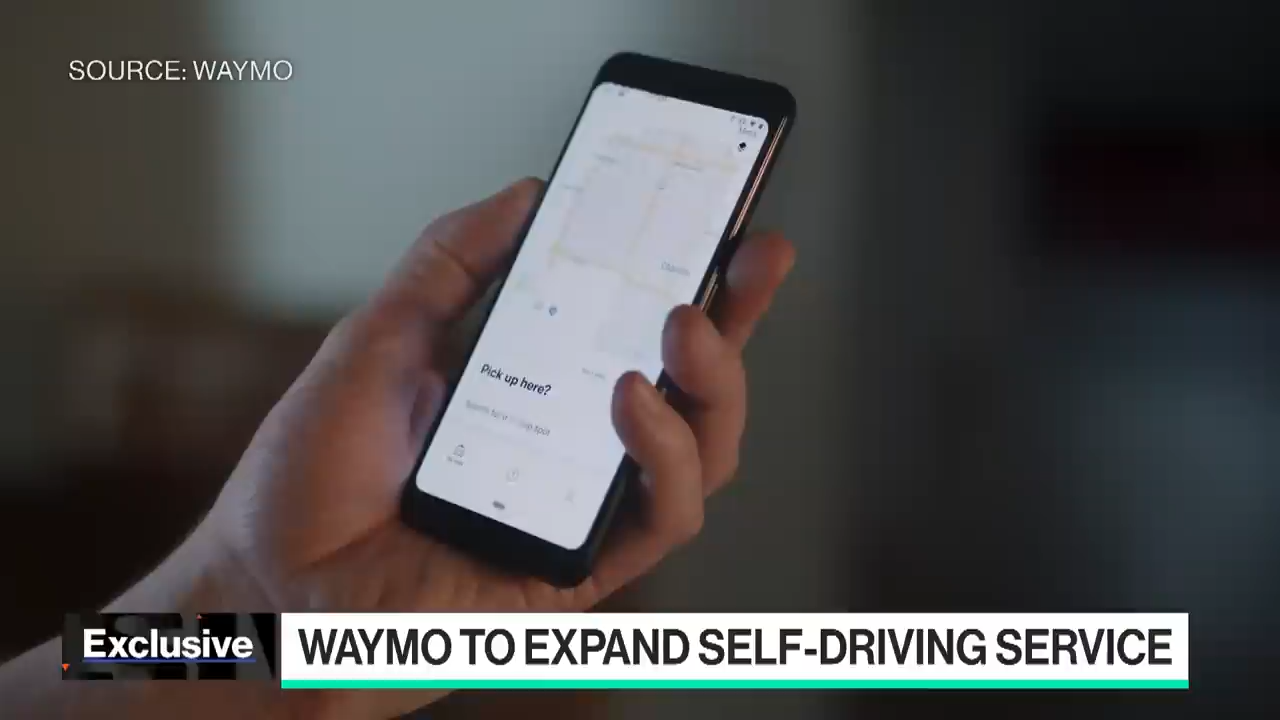 SOURCE: WAYMO
Pick up here?
Exclusive
WAYMO TO EXPAND SELF-DRIVING SERVICE